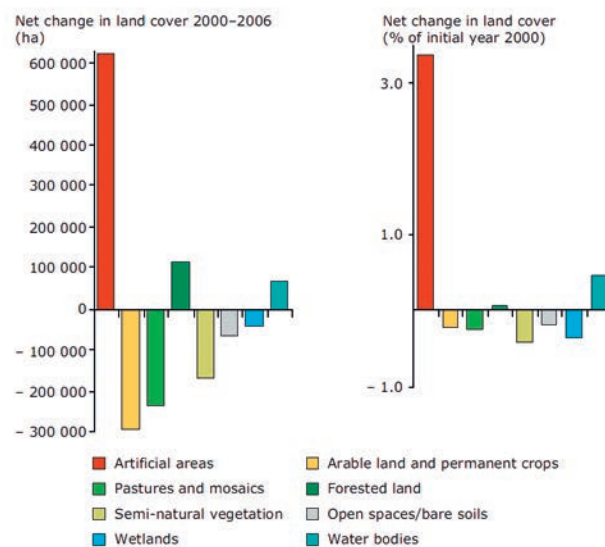 Net change in land cover 2000–2006
(ha)
600 000
500 000
400 000
300 000
200 000
100 000
0
– 100 000
– 200 000
– 300 000
Net change in land cover
(% of initial year 2000)
3.0
1.0
– 1.0
Artificial areas
Arable land and permanent crops
Pastures and mosaics
Forested land
Semi-natural vegetation
Open spaces/bare soils
Wetlands
Water bodies